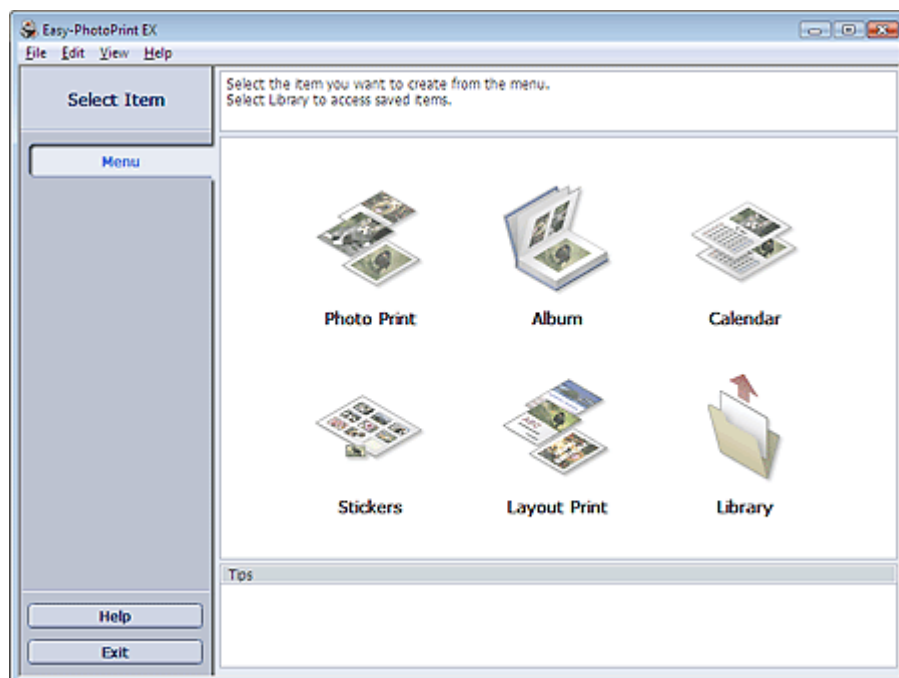 Easy-PhotoPrint EX
File Edit View Help
Select Item
Select the item you want to create from the menu.
Select Library to access saved items.
Menu
Photo Print
Album
Calendar
Stickers
Layout Print
Library
Tips
Help
Exit